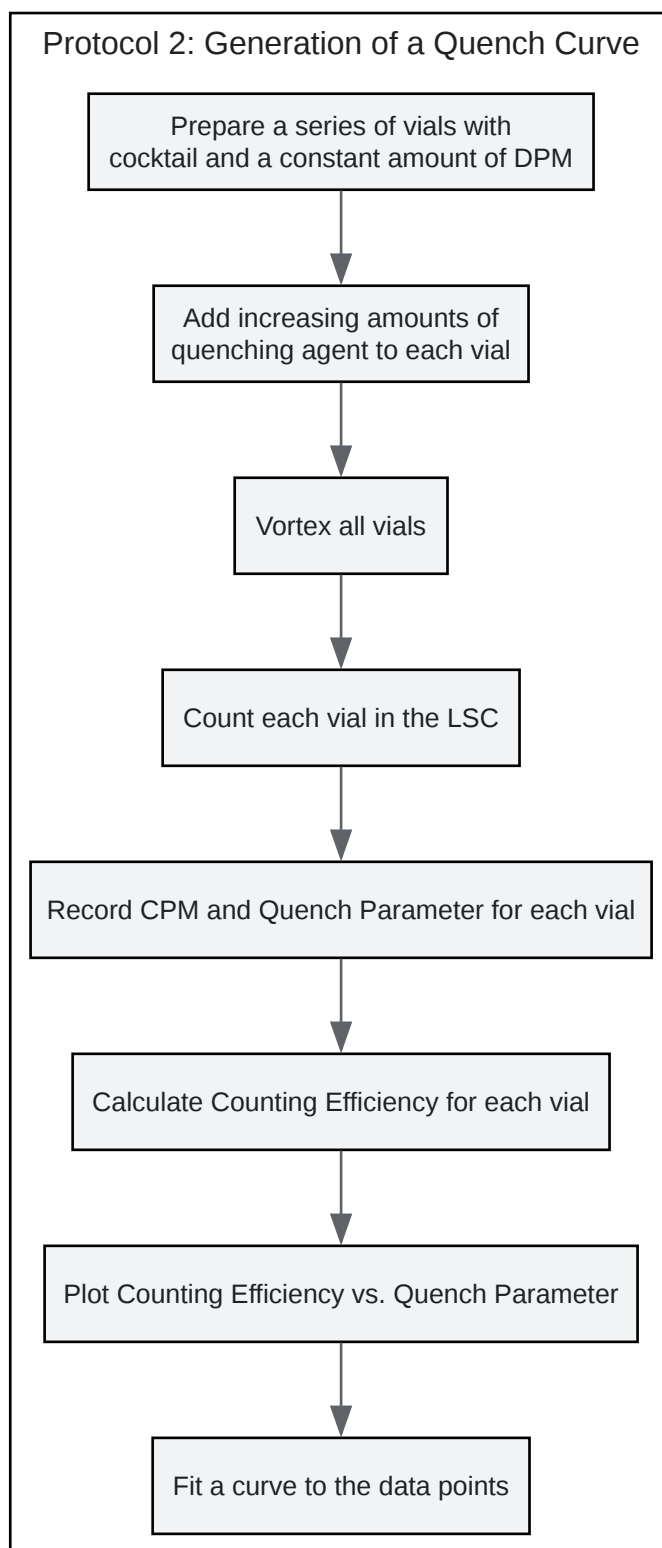 Protocol 2: Generation of a Quench Curve
Prepare a series of vials with
cocktail and a constant amount of DPM
Add increasing amounts of
quenching agent to each vial
Vortex all vials
Count each vial in the LSC
Record CPM and Quench Parameter for each vial
Calculate Counting Efficiency for each vial
Plot Counting Efficiency vs. Quench Parameter
Fit a curve to the data points